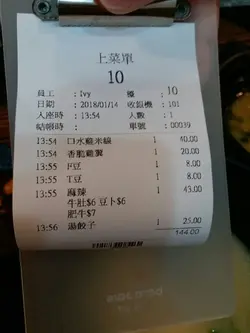 上菜單
10
員工 : Ivy 檯 : 10
日期 : 2018/01/14 收銀機 : 101
入座時 : 13:54 人數 : 1
結帳時 : 單號 : 00039
13:54 口水雞米線 1 40.00
13:54 香脆雞翼 1 20.00
13:55 F豆 1 8.00
13:55 T豆 1 8.00
13:55 麻辣 1 43.00
牛肚$6 豆卜$6
肥牛$7
13:56 湯餃子 1 25.00
144.00